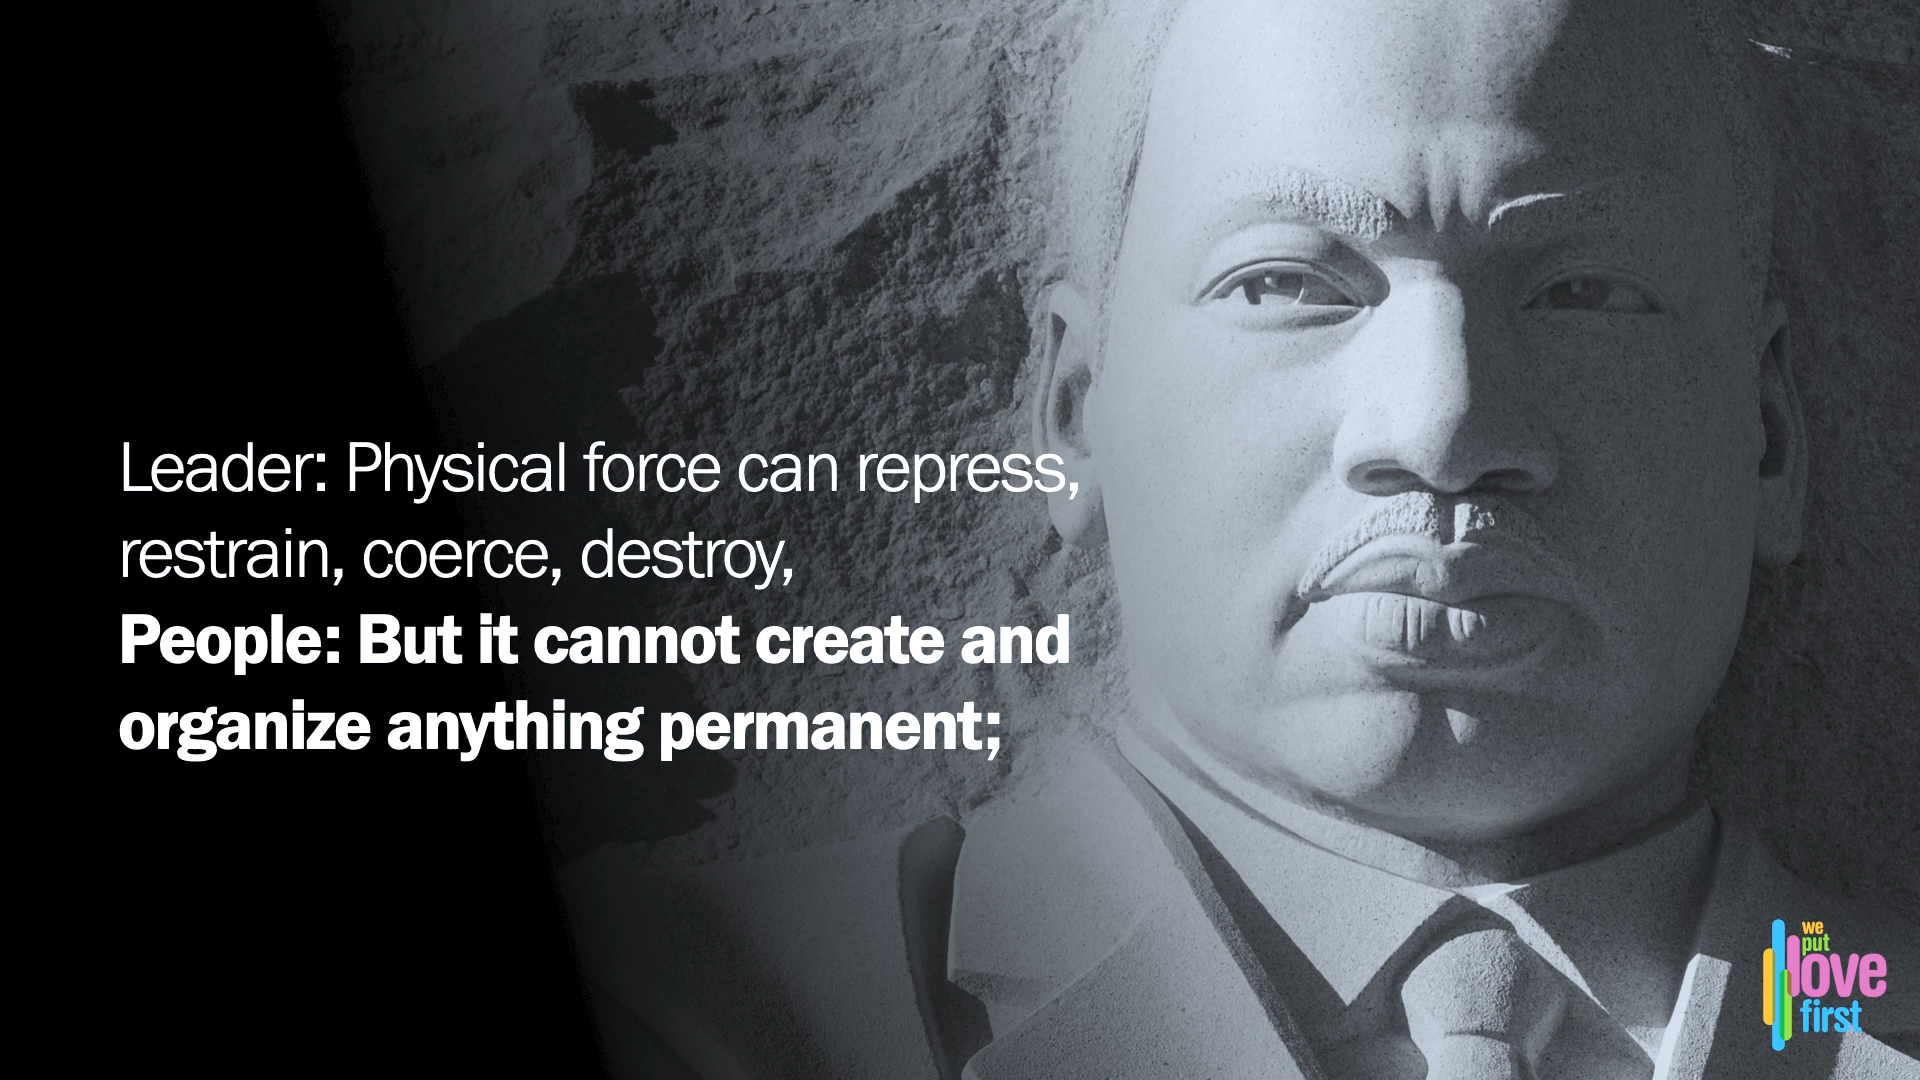 Leader: Physical force can repress,
restrain, coerce, destroy,
People: But it cannot create and
organize anything permanent;
we
put
love
first